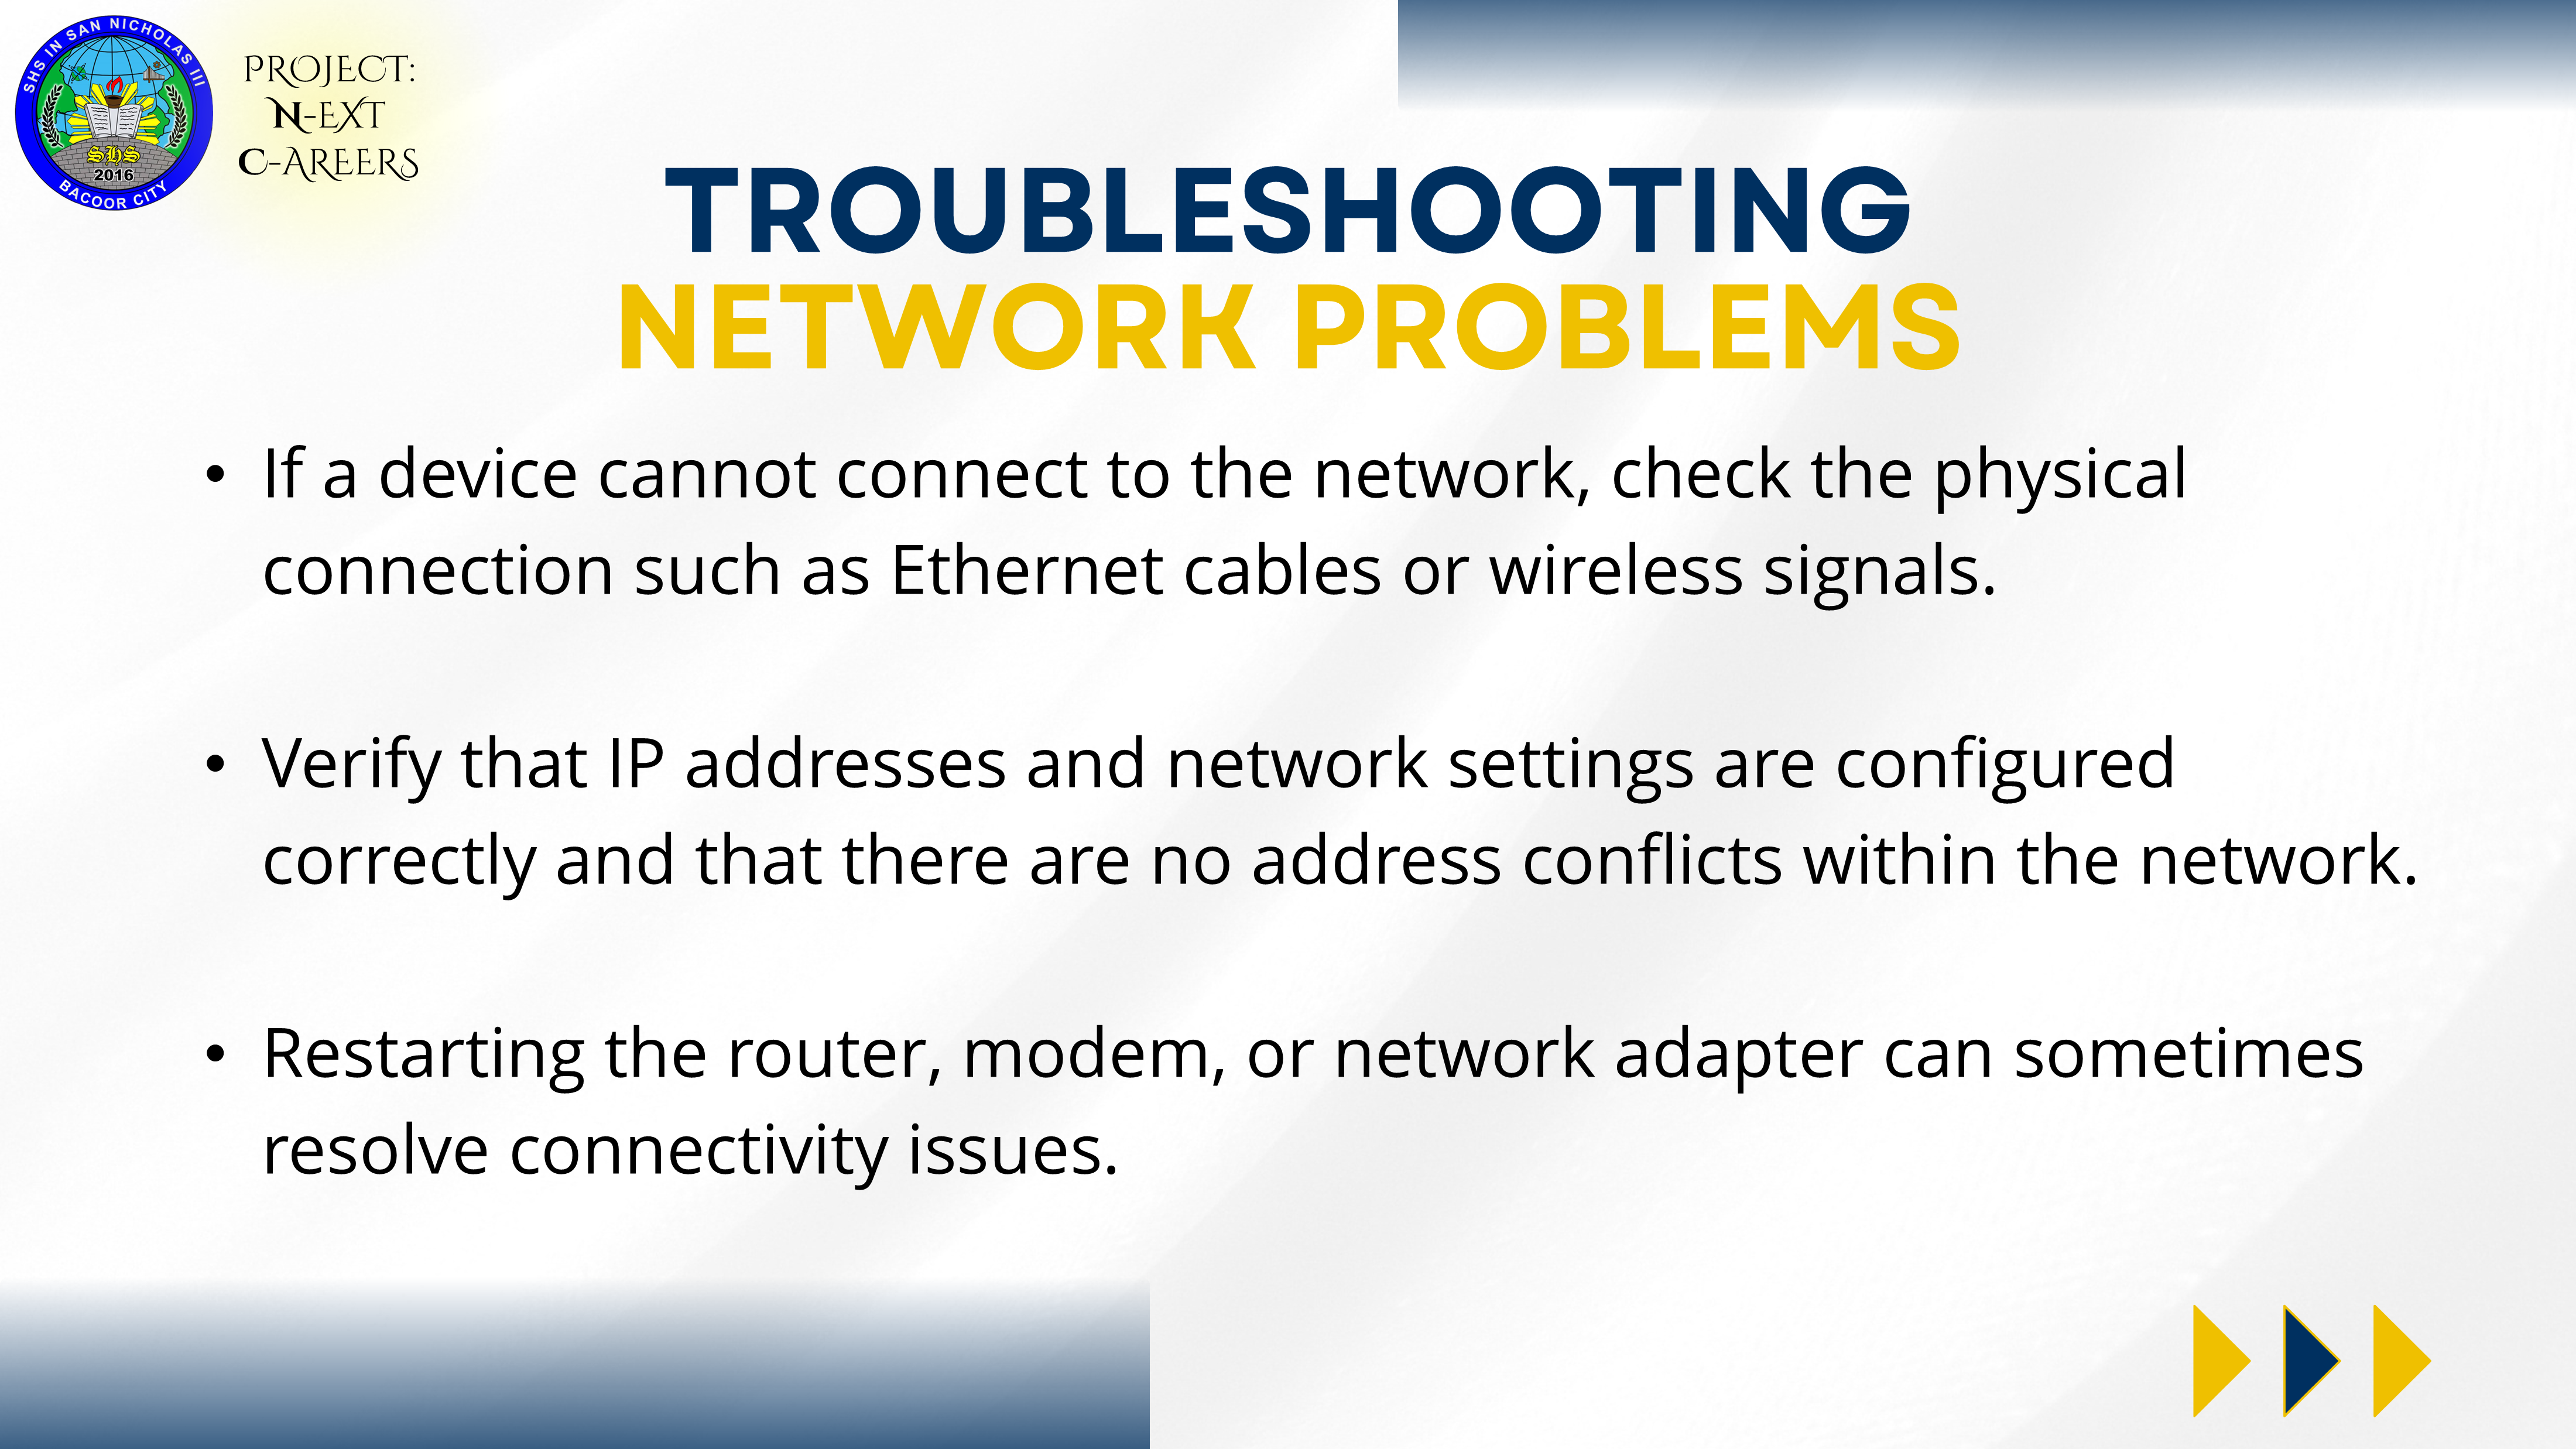 SHS IN SAN NICHOLAS III
SHS
2016
BACOOR CITY
PROJECT:
N-EXT
C-AREERS
TROUBLESHOOTING
NETWORK PROBLEMS
• If a device cannot connect to the network, check the physical
connection such as Ethernet cables or wireless signals.
• Verify that IP addresses and network settings are configured
correctly and that there are no address conflicts within the network.
• Restarting the router, modem, or network adapter can sometimes
resolve connectivity issues.